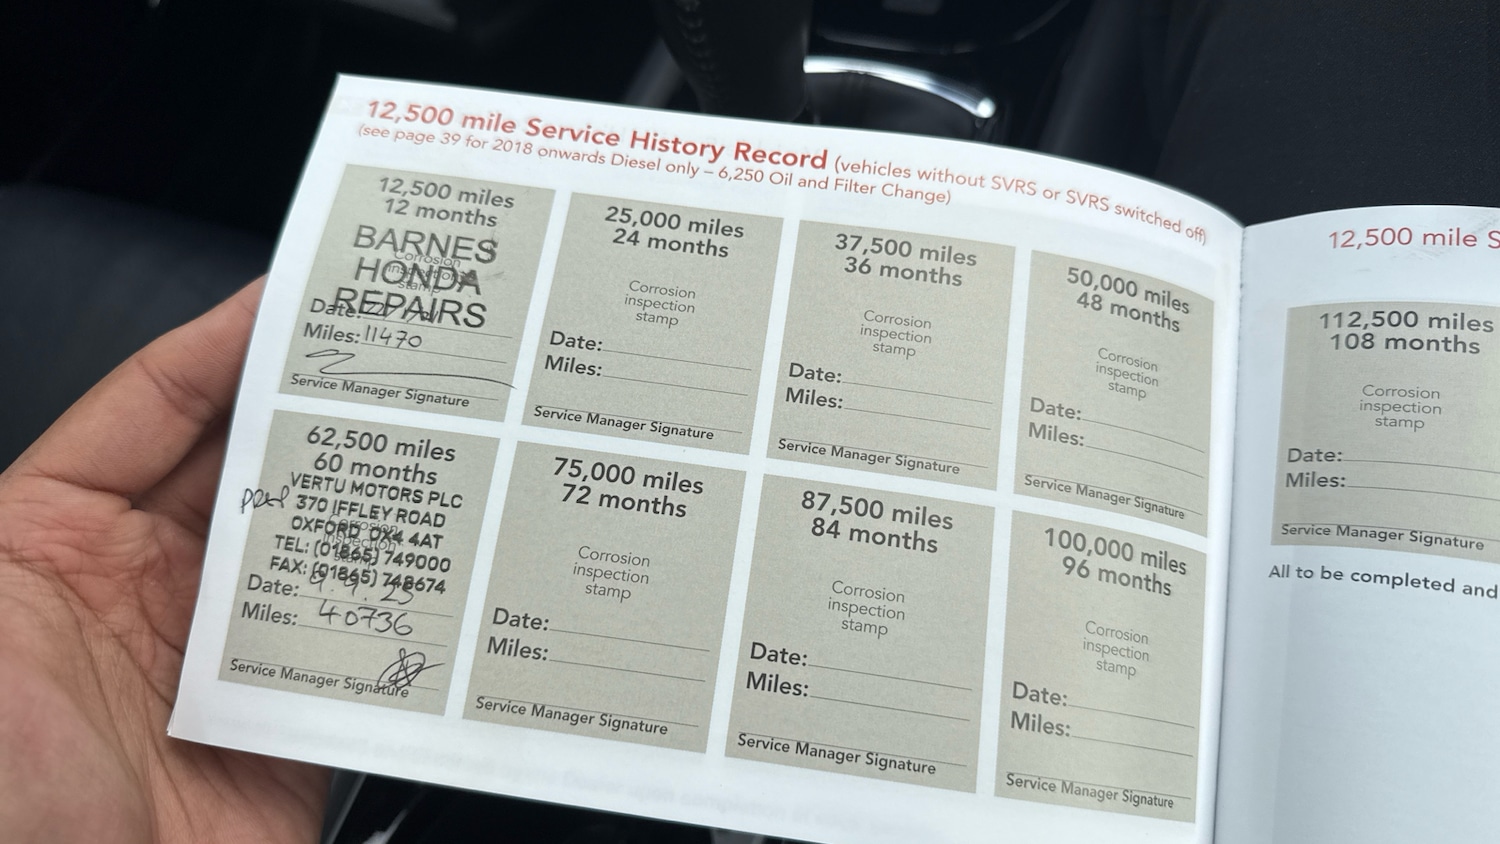 12,500 mile Service History Record (vehicles without SVRS or SVRS switched off)
(see page 39 for 2018 onwards Diesel only – 6,250 Oil and Filter Change)
12,500 miles
12 months
BARNES
HONDA
REPAIRS
Corrosion
inspection
stamp
Date:
Miles: 11470
Service Manager Signature
25,000 miles
24 months
Corrosion
inspection
stamp
Date:
Miles:
Service Manager Signature
37,500 miles
36 months
Corrosion
inspection
stamp
Date:
Miles:
Service Manager Signature
50,000 miles
48 months
Corrosion
inspection
stamp
Date:
Miles:
Service Manager Signature
62,500 miles
60 months
VERTU MOTORS PLC
370 IFFLEY ROAD
OXFORD OX4 4AT
TEL: (01865) 749000
FAX: (01865) 748674
Corrosion
inspection
stamp
Date:
Miles: 40736
Service Manager Signature
75,000 miles
72 months
Corrosion
inspection
stamp
Date:
Miles:
Service Manager Signature
87,500 miles
84 months
Corrosion
inspection
stamp
Date:
Miles:
Service Manager Signature
100,000 miles
96 months
Corrosion
inspection
stamp
Date:
Miles:
Service Manager Signature
12,500 mile S
112,500 miles
108 months
Corrosion
inspection
stamp
Date:
Miles:
Service Manager Signature
All to be completed and